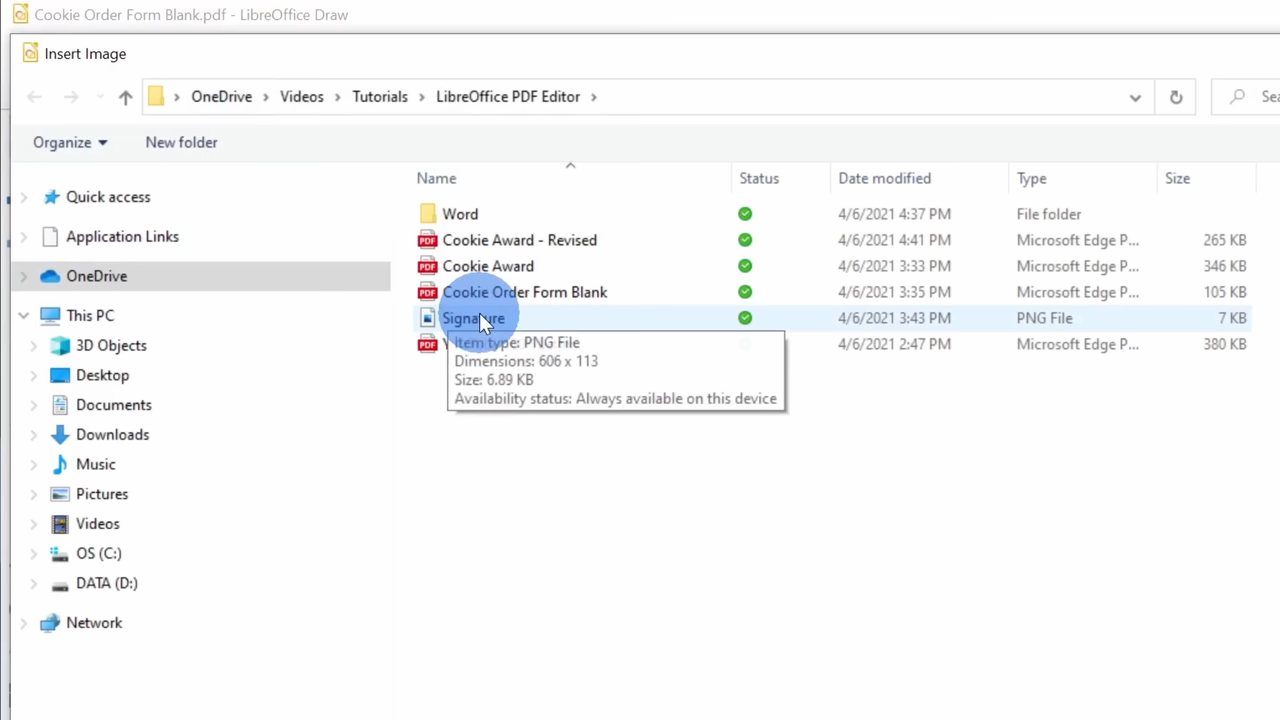 Cookie Order Form Blank.pdf - LibreOffice Draw
Insert Image
OneDrive > Videos > Tutorials > LibreOffice PDF Editor >
Organize
New folder
Name Status Date modified Type Size
Quick access
Application Links
OneDrive
This PC
3D Objects
Desktop
Documents
Downloads
Music
Pictures
Videos
OS (C:)
DATA (D:)
Network
Word 4/6/2021 4:37 PM File folder
PDF Cookie Award - Revised 4/6/2021 4:41 PM Microsoft Edge P... 265 KB
PDF Cookie Award 4/6/2021 3:33 PM Microsoft Edge P... 346 KB
PDF Cookie Order Form Blank 4/6/2021 3:35 PM Microsoft Edge P... 105 KB
Signature 4/6/2021 3:43 PM PNG File 7 KB
PDF 4/6/2021 2:47 PM Microsoft Edge P... 380 KB
Item type: PNG File
Dimensions: 606 x 113
Size: 6.89 KB
Availability status: Always available on this device